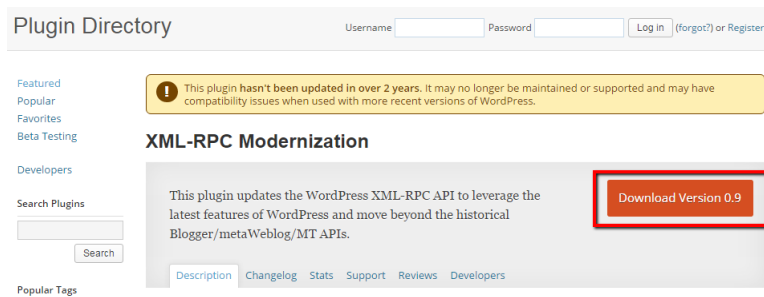 Plugin Directory
Username Password Log in (forgot?) or Register
Featured
Popular
Favorites
Beta Testing
Developers
Search Plugins
Search
Popular Tags
This plugin hasn't been updated in over 2 years. It may no longer be maintained or supported and may have
compatibility issues when used with more recent versions of WordPress.
XML-RPC Modernization
This plugin updates the WordPress XML-RPC API to leverage the
latest features of WordPress and move beyond the historical
Blogger/metaWeblog/MT APIs.
Download Version 0.9
Description Changelog Stats Support Reviews Developers